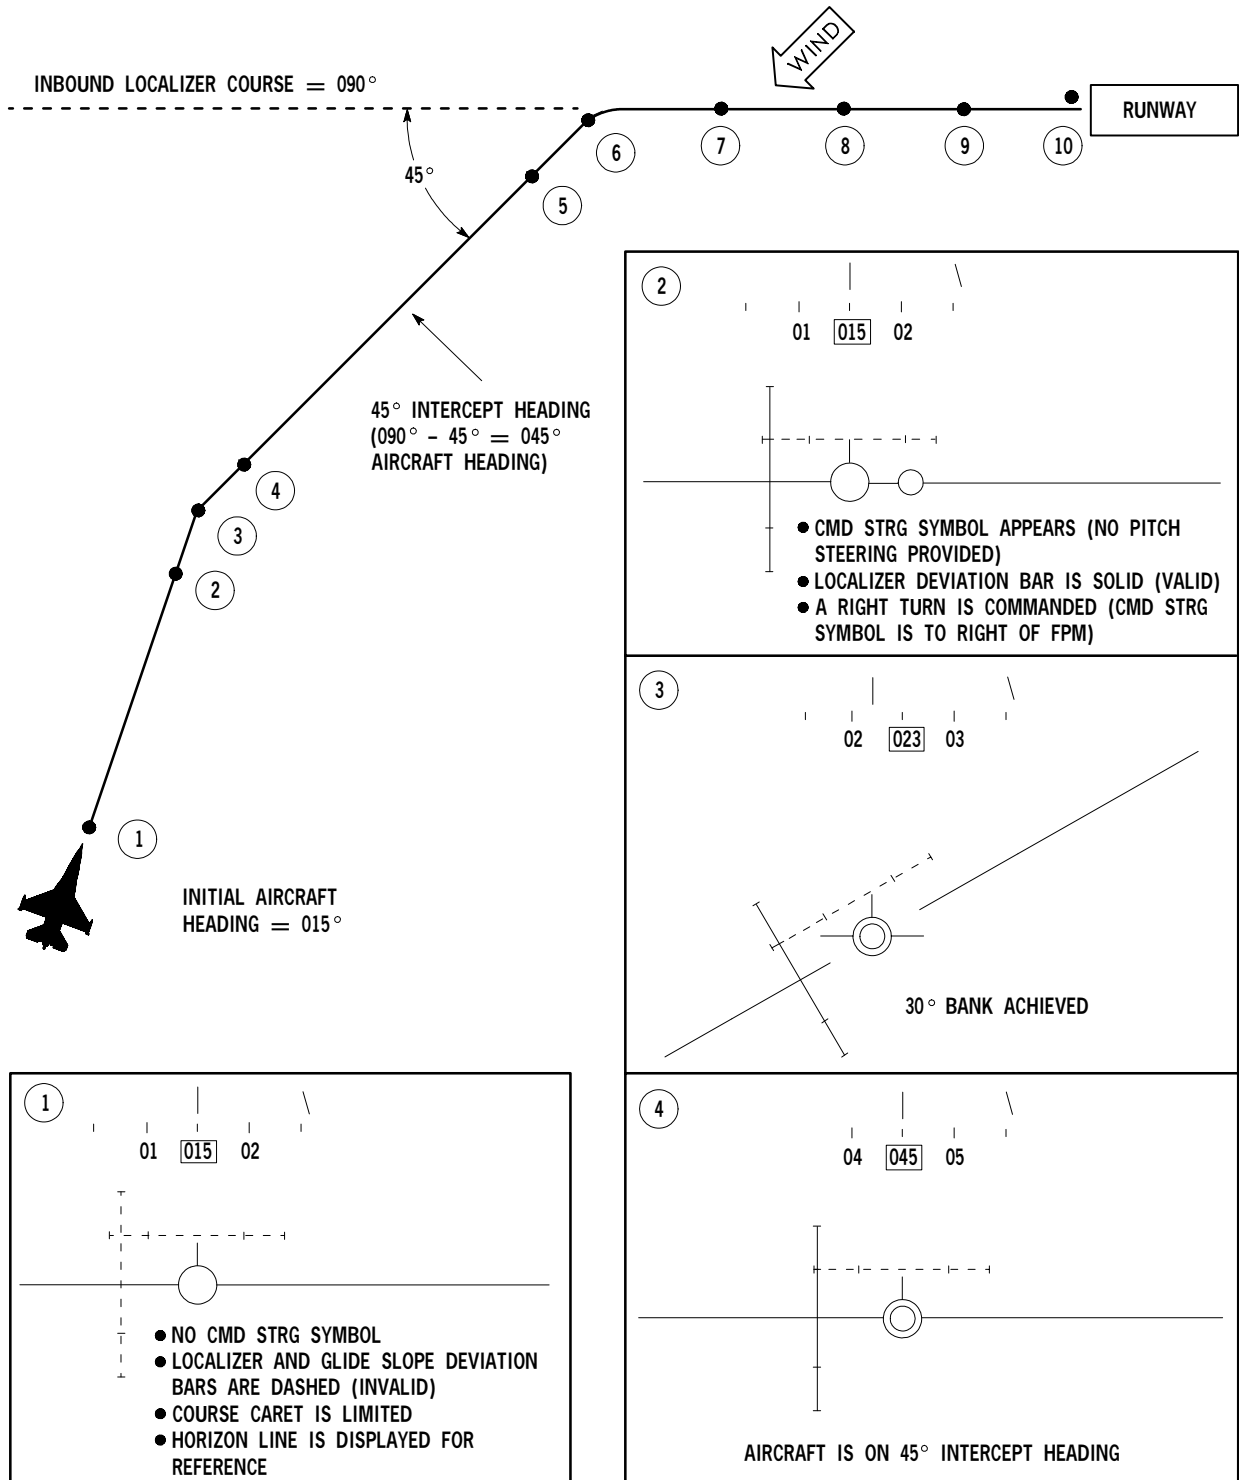 WIND
INBOUND LOCALIZER COURSE = 090°
RUNWAY
6
7
8
9
10
45°
5
45° INTERCEPT HEADING
(090° – 45° = 045°
AIRCRAFT HEADING)
4
3
2
1
INITIAL AIRCRAFT
HEADING = 015°
1
01 015 02
● NO CMD STRG SYMBOL
● LOCALIZER AND GLIDE SLOPE DEVIATION
BARS ARE DASHED (INVALID)
● COURSE CARET IS LIMITED
● HORIZON LINE IS DISPLAYED FOR
REFERENCE
2
01 015 02
● CMD STRG SYMBOL APPEARS (NO PITCH
STEERING PROVIDED)
● LOCALIZER DEVIATION BAR IS SOLID (VALID)
● A RIGHT TURN IS COMMANDED (CMD STRG
SYMBOL IS TO RIGHT OF FPM)
3
02 023 03
30° BANK ACHIEVED
4
04 045 05
AIRCRAFT IS ON 45° INTERCEPT HEADING